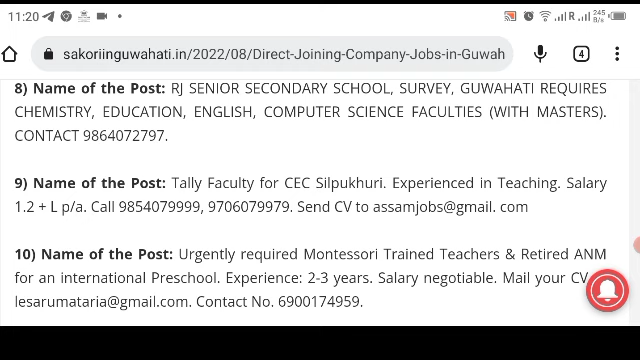 11:20
R
245
B/s
sakoriinguwahati.in/2022/08/Direct-Joining-Company-Jobs-in-Guwah
4
8) Name of the Post: RJ SENIOR SECONDARY SCHOOL, SURVEY, GUWAHATI REQUIRES
CHEMISTRY, EDUCATION, ENGLISH, COMPUTER SCIENCE FACULTIES (WITH MASTERS).
CONTACT 9864072797.
9) Name of the Post: Tally Faculty for CEC Silpukhuri. Experienced in Teaching. Salary
1.2 + L p/a. Call 9854079999, 9706079979. Send CV to assamjobs@gmail. com
10) Name of the Post: Urgently required Montessori Trained Teachers & Retired ANM
for an international Preschool. Experience: 2-3 years. Salary negotiable. Mail your CV
lesarumataria@gmail.com. Contact No. 6900174959.